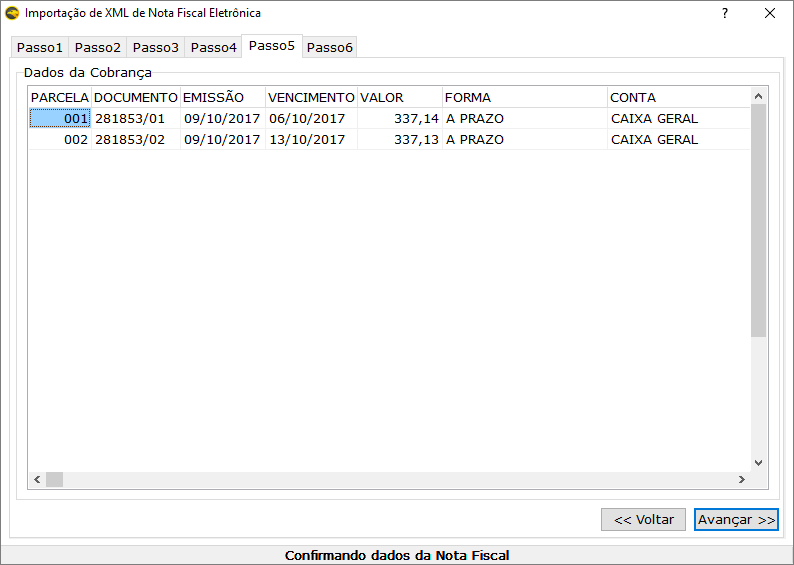 Importação de XML de Nota Fiscal Eletrônica ?
Passo1 Passo2 Passo3 Passo4 Passo5 Passo6
Dados da Cobrança
PARCELA DOCUMENTO EMISSÃO VENCIMENTO VALOR FORMA CONTA
001 281853/01 09/10/2017 06/10/2017 337,14 A PRAZO CAIXA GERAL
002 281853/02 09/10/2017 13/10/2017 337,13 A PRAZO CAIXA GERAL
<< Voltar Avançar >>
Confirmando dados da Nota Fiscal